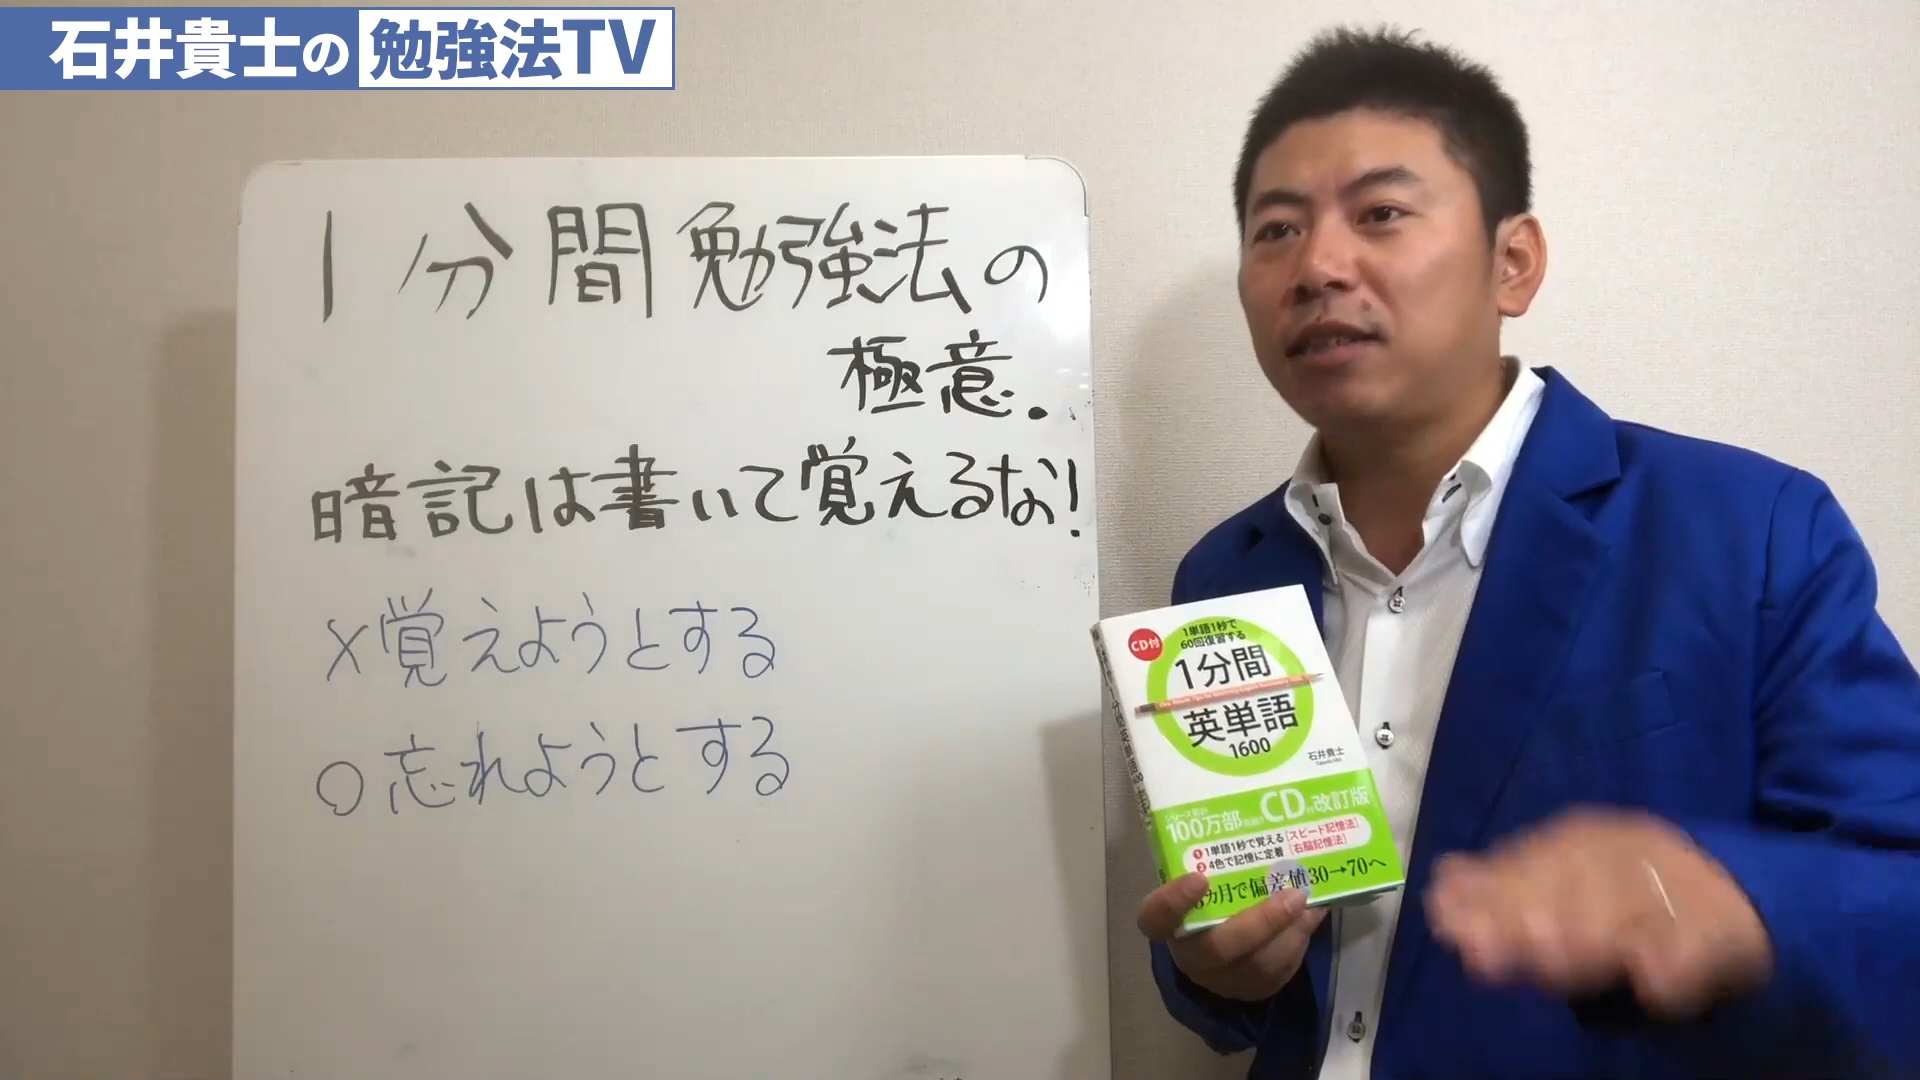 石井貴士の勉強法TV
1分間勉強法の
極意.
暗記は書いて覚えるな!
×覚えようとする
○忘れようとする
CD付
1単語1秒で
60回復習する
1分間
英単語
1600
石井貴士
100万部
CD付改訂版
1 1単語1秒で覚える[スピード記憶法]
2 4色で記憶に定着[右脳記憶法]
カ月で偏差値30→70へ